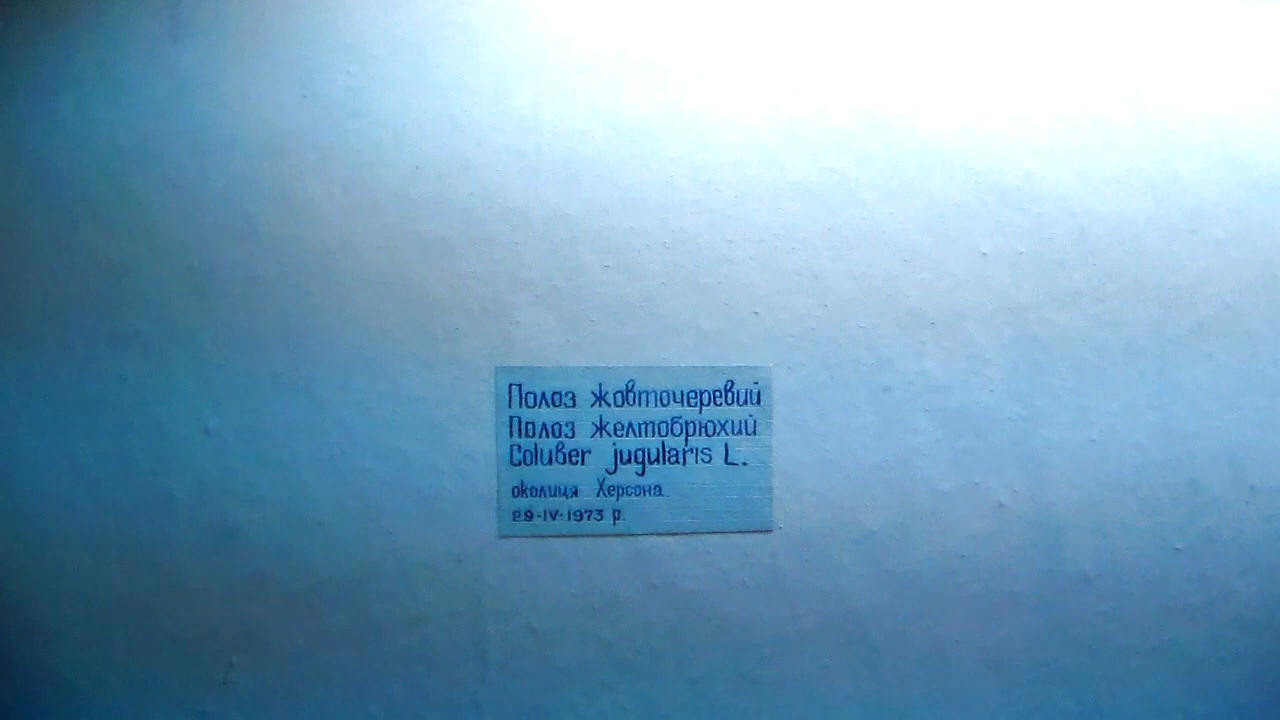 Полоз жовточеревий
Полоз желтобрюхий
Coluber jugularis L.
околиця Херсона
29·IV·1973 р.